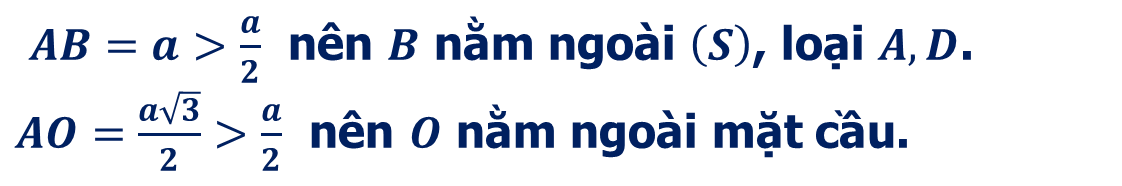 AB = a > a/2 nên B nằm ngoài (S), loại A, D.
AO = a√3/2 > a/2 nên O nằm ngoài mặt cầu.